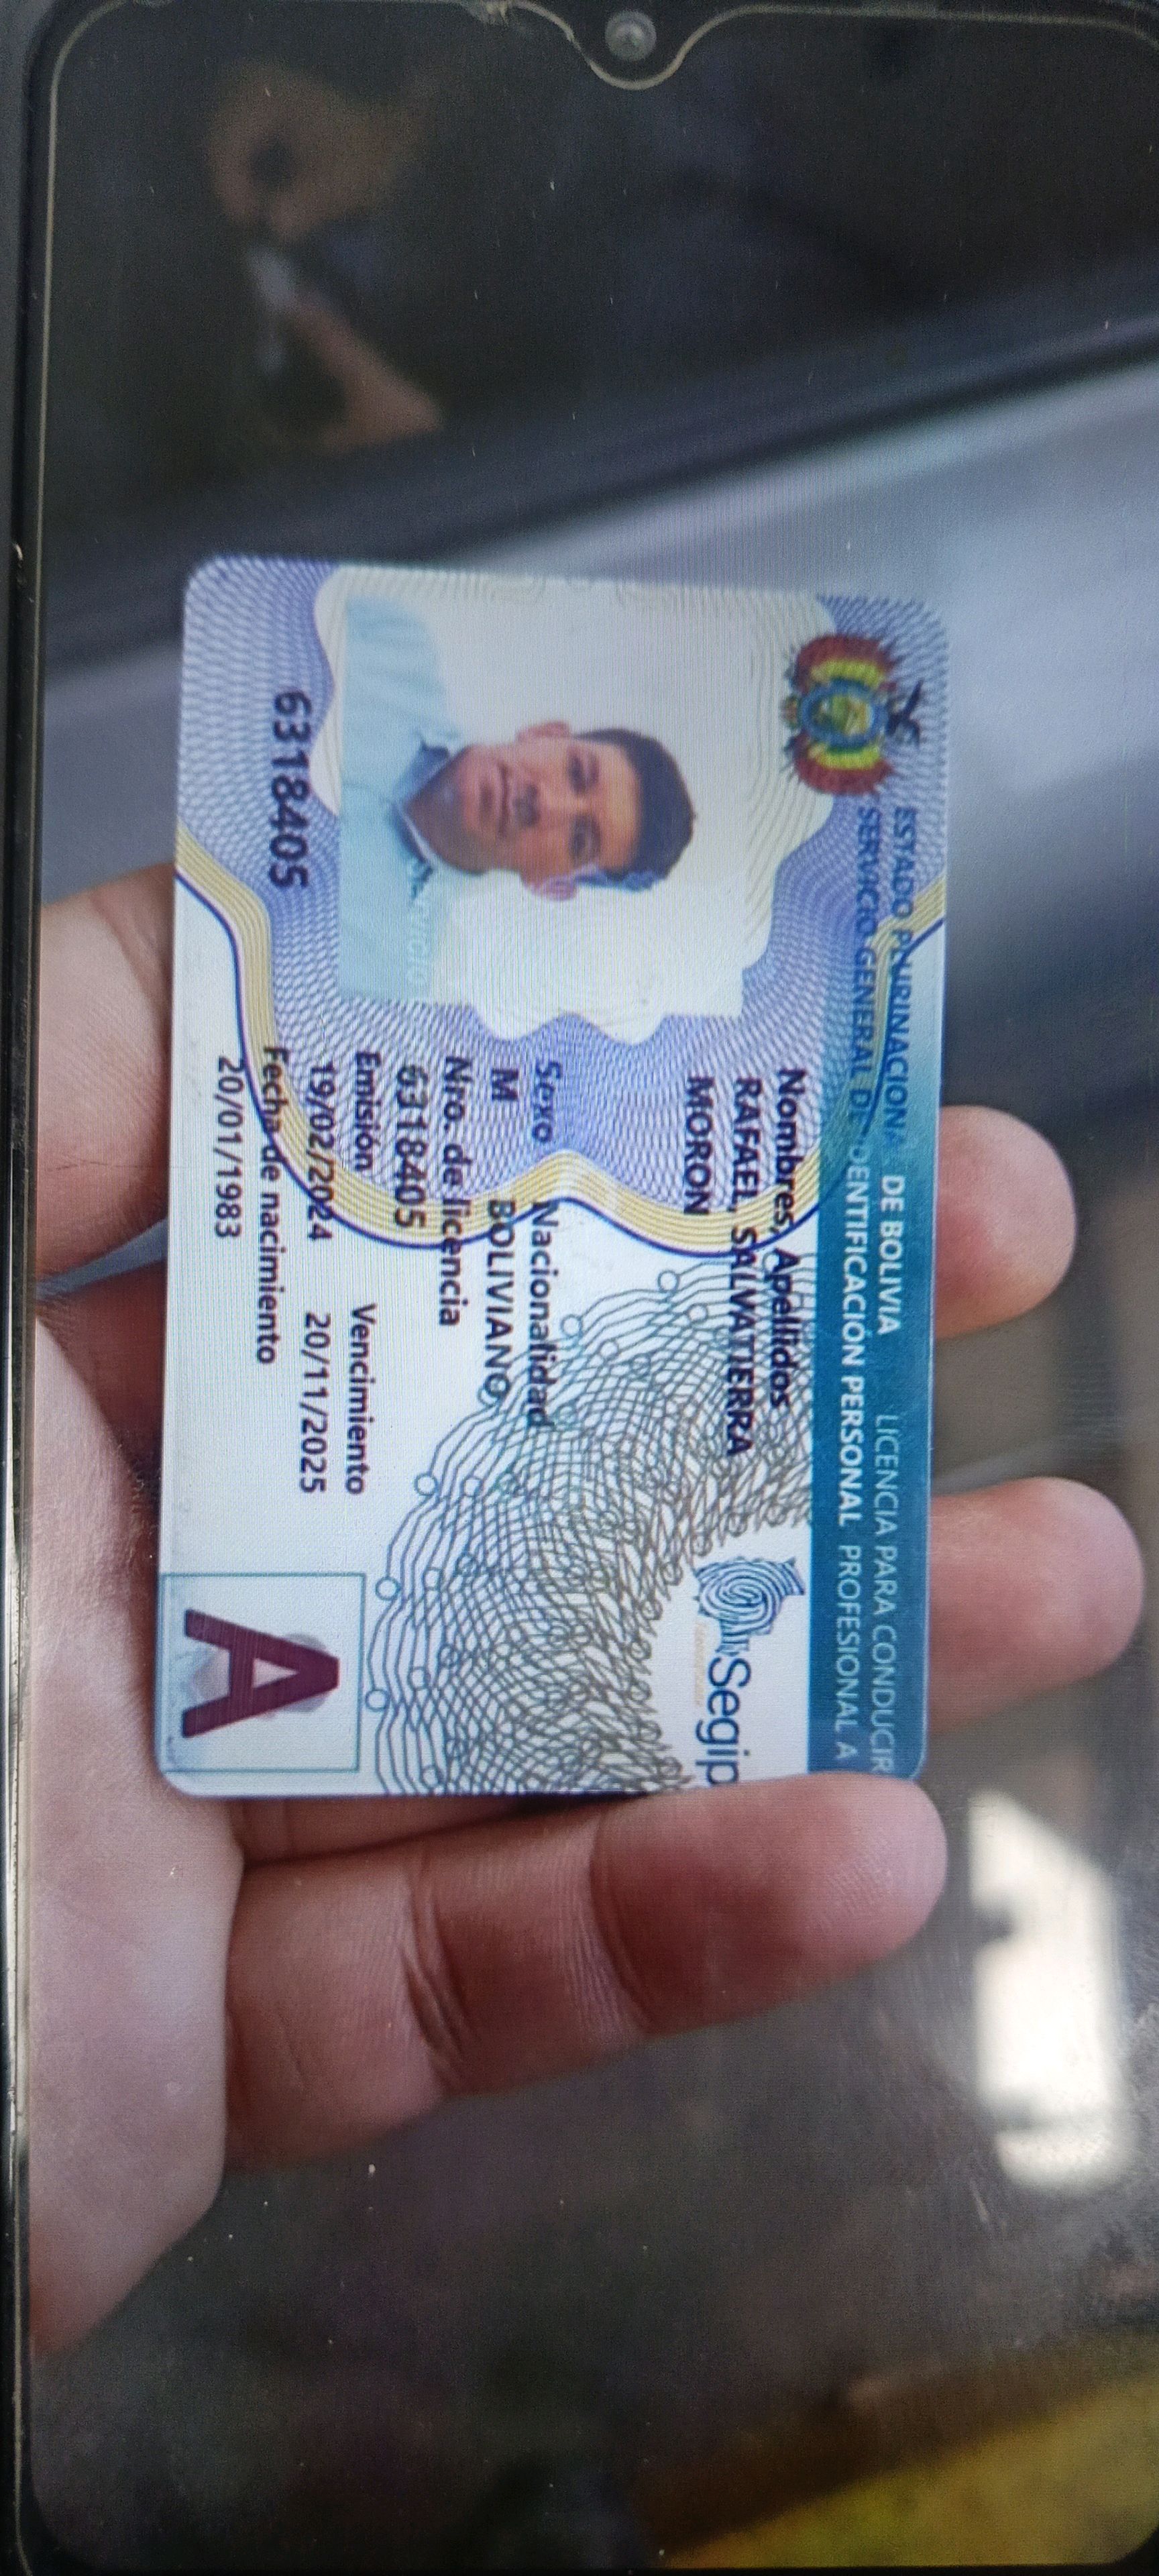 ESTADO PLURINACIONAL DE BOLIVIA LICENCIA PARA CONDUCIR
SERVICIO GENERAL DE IDENTIFICACIÓN PERSONAL PROFESIONAL A
Segip
Nombres, Apellidos
RAFAEL, SALVATIERRA
MORON
Sexo Nacionalidad
M BOLIVIANO
Nro. de licencia
6318405
Emisión Vencimiento
19/02/2024 20/11/2025
Fecha de nacimiento
20/01/1983
6318405
A